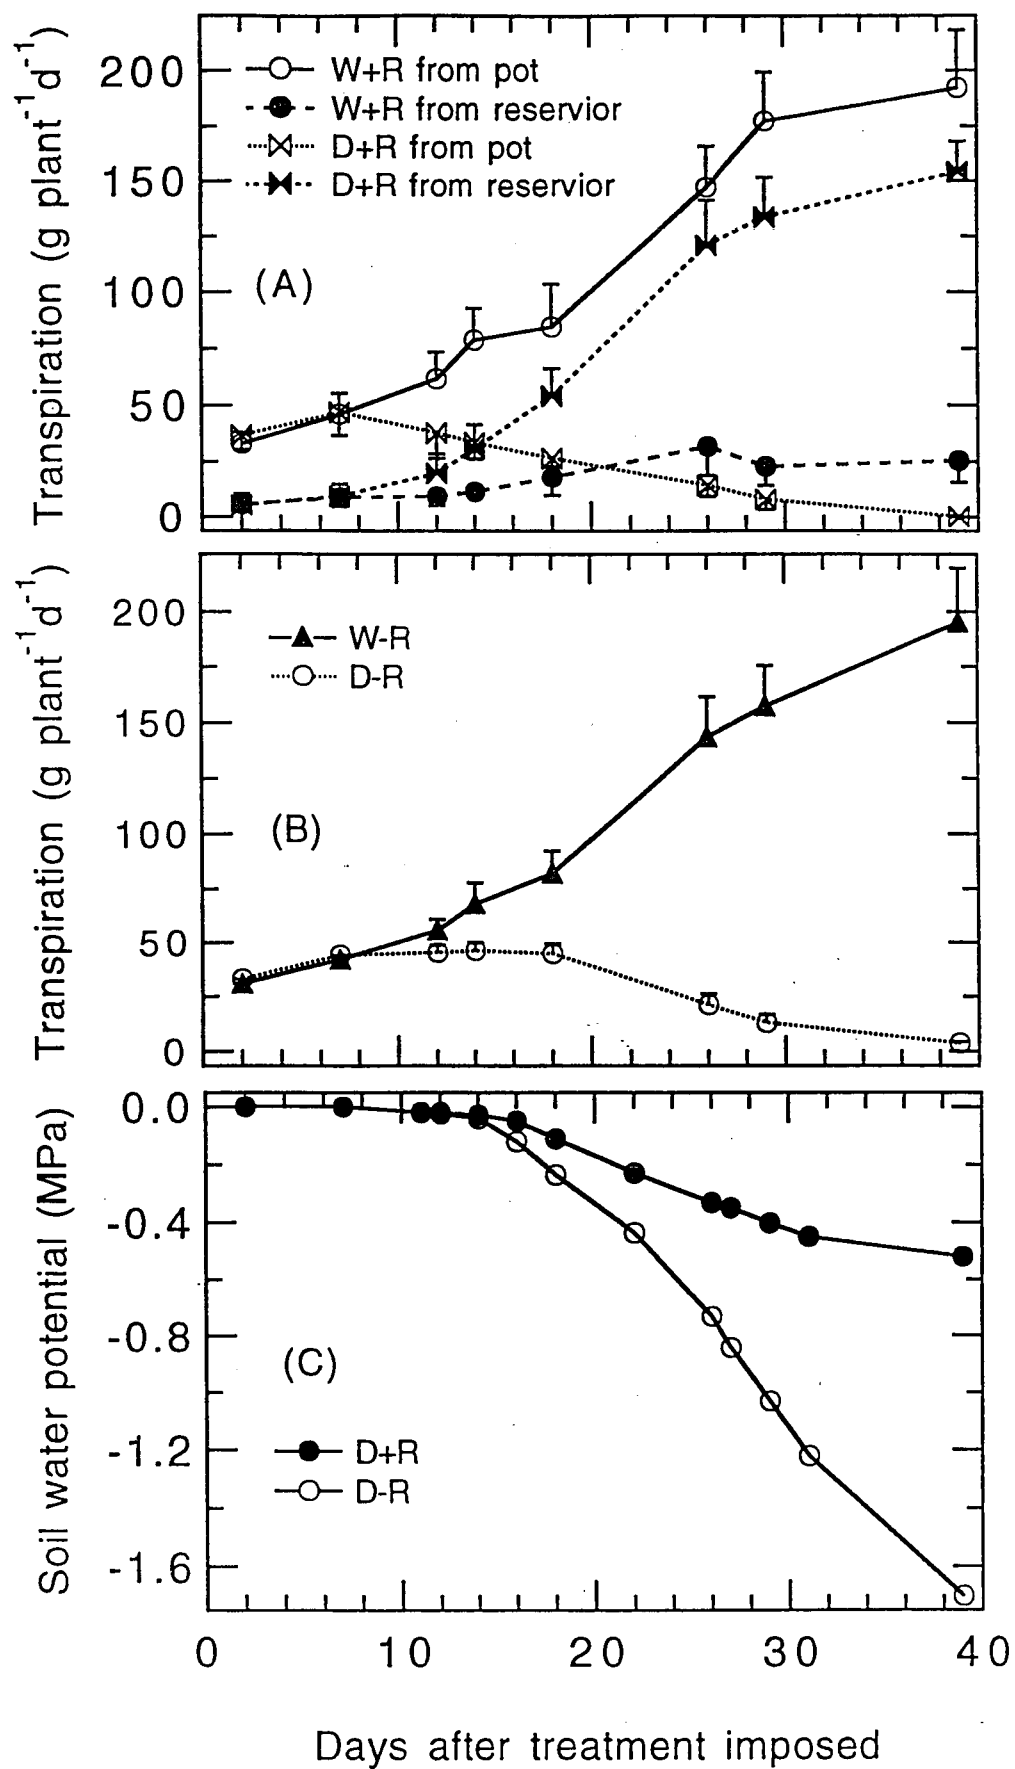 Transpiration (g plant⁻¹d⁻¹)
200
150
100
50
0
W+R from pot
W+R from reservior
D+R from pot
D+R from reservior
(A)
Transpiration (g plant⁻¹d⁻¹)
200
150
100
50
0
W-R
D-R
(B)
Soil water potential (MPa)
0.0
-0.4
-0.8
-1.2
-1.6
(C)
D+R
D-R
0 10 20 30 40
Days after treatment imposed